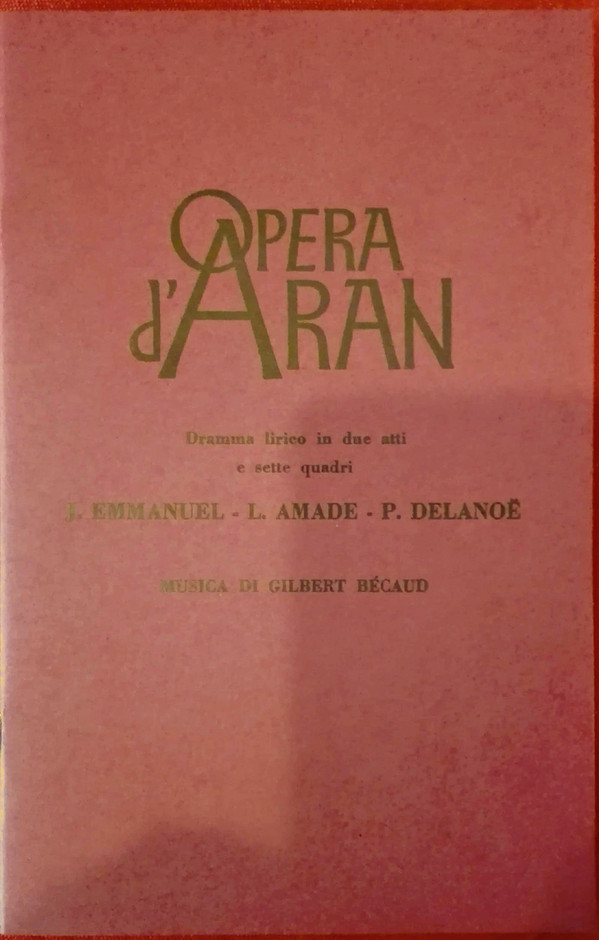 OPERA
d'ARAN
Dramma lirico in due atti
e sette quadri
J. EMMANUEL - L. AMADE - P. DELANOË
MUSICA DI GILBERT BÉCAUD